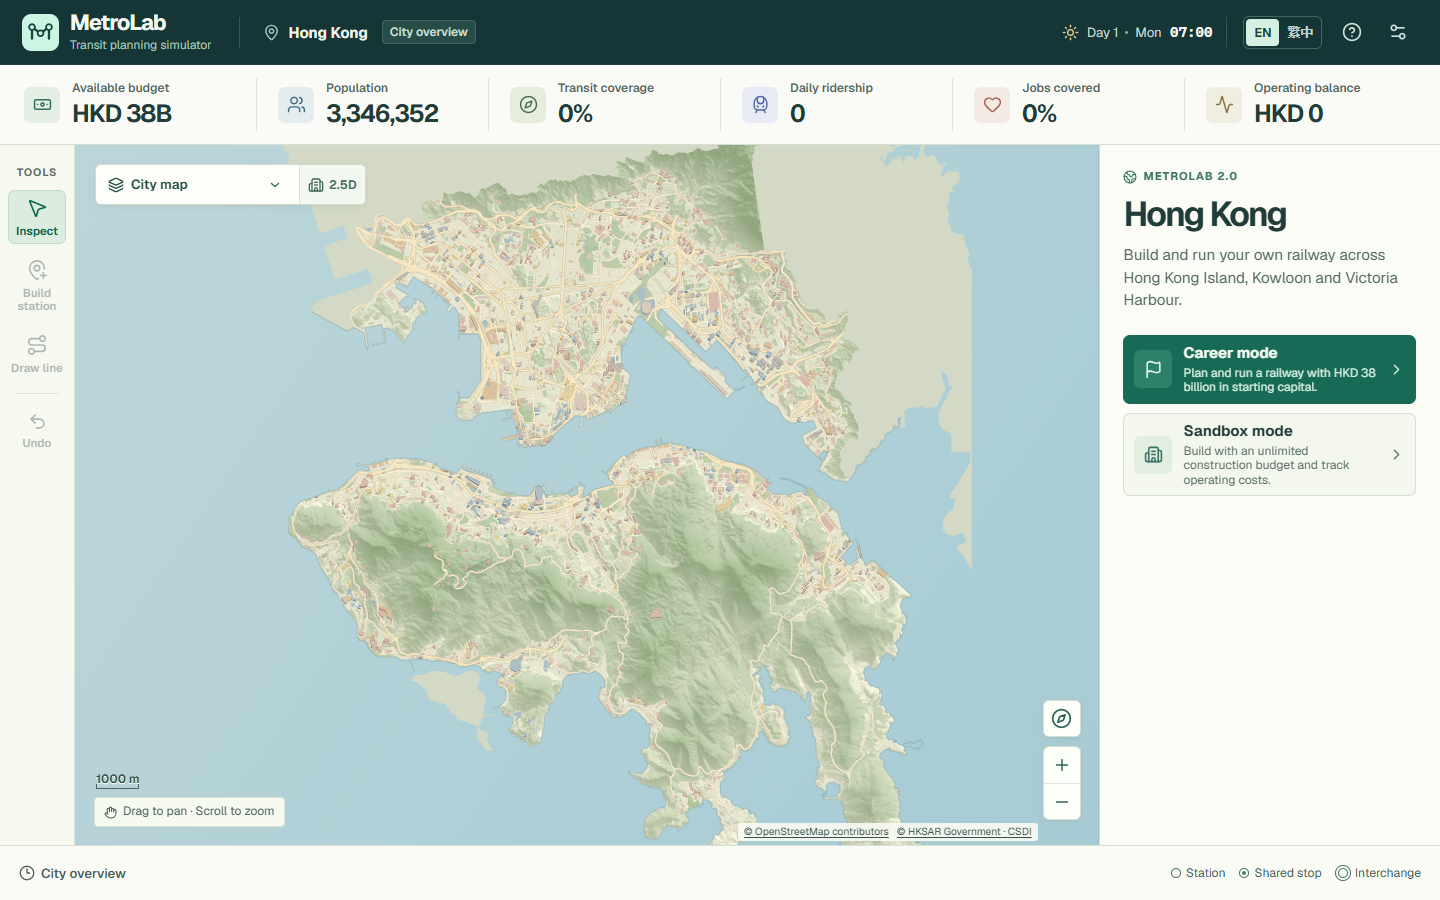 MetroLab
Transit planning simulator
Hong Kong
City overview
Day 1 • Mon 07:00
EN 繁中
Available budget
HKD 38B
Population
3,346,352
Transit coverage
0%
Daily ridership
0
Jobs covered
0%
Operating balance
HKD 0
TOOLS
Inspect
Build
station
Draw line
Undo
City map
2.5D
1000 m
Drag to pan · Scroll to zoom
© OpenStreetMap contributors © HKSAR Government · CSDI
METROLAB 2.0
Hong Kong
Build and run your own railway across
Hong Kong Island, Kowloon and Victoria
Harbour.
Career mode
Plan and run a railway with HKD 38
billion in starting capital.
Sandbox mode
Build with an unlimited
construction budget and track
operating costs.
City overview
Station
Shared stop
Interchange